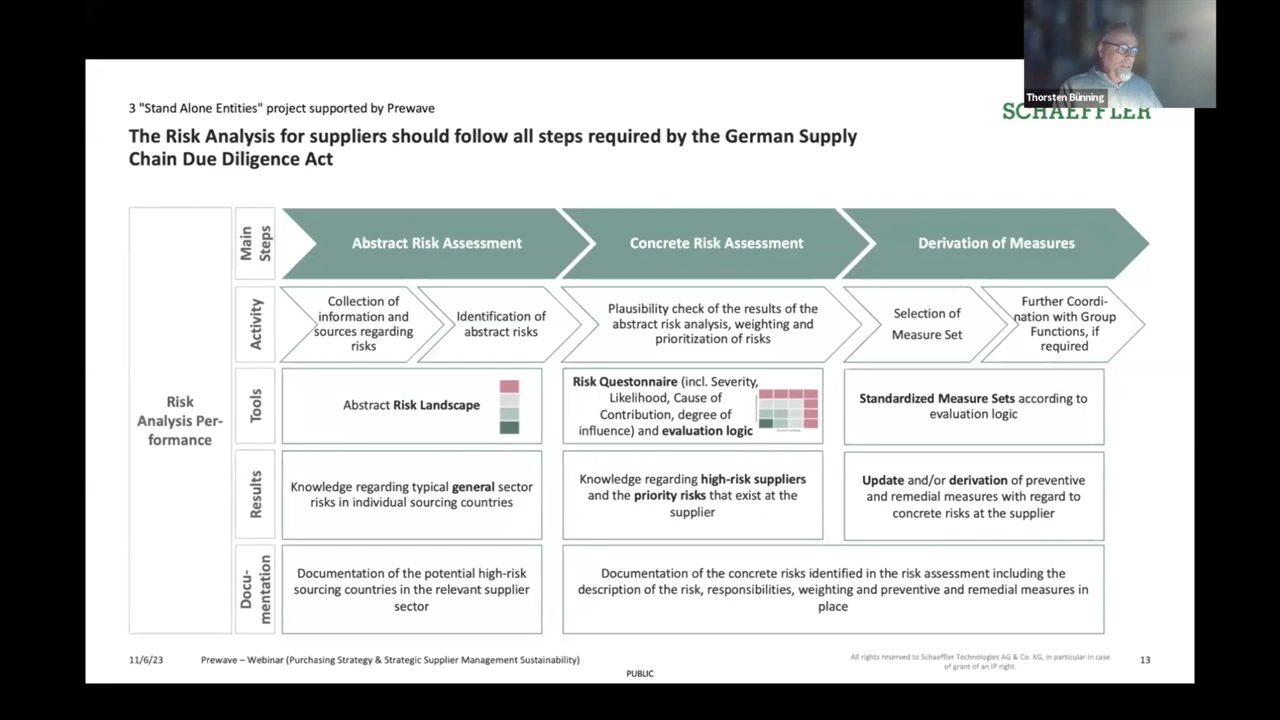 Thorsten Bünning
SCHAEFFLER
3 "Stand Alone Entities" project supported by Prewave
The Risk Analysis for suppliers should follow all steps required by the German Supply
Chain Due Diligence Act
Risk
Analysis Per-
formance
Main
Steps
Abstract Risk Assessment
Concrete Risk Assessment
Derivation of Measures
Activity
Collection of
information and
sources regarding
risks
Identification of
abstract risks
Plausibility check of the results of the
abstract risk analysis, weighting and
prioritization of risks
Selection of
Measure Set
Further Coordi-
nation with Group
Functions, if
required
Tools
Abstract Risk Landscape
Risk Questonnaire (incl. Severity,
Likelihood, Cause of
Contribution, degree of
influence) and evaluation logic
Standardized Measure Sets according to
evaluation logic
Results
Knowledge regarding typical general sector
risks in individual sourcing countries
Knowledge regarding high-risk suppliers
and the priority risks that exist at the
supplier
Update and/or derivation of preventive
and remedial measures with regard to
concrete risks at the supplier
Docu-
mentation
Documentation of the potential high-risk
sourcing countries in the relevant supplier
sector
Documentation of the concrete risks identified in the risk assessment including the
description of the risk, responsibilities, weighting and preventive and remedial measures in
place
11/6/23
Prewave – Webinar (Purchasing Strategy & Strategic Supplier Management Sustainability)
PUBLIC
All rights reserved to Schaeffler Technologies AG & Co. KG, in particular in case
of grant of an IP right.
13